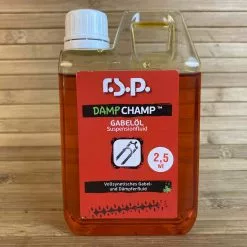 r.s.p.
DAMP CHAMP™
GABELÖL
Suspensionfluid
2,5
wt
Vollsynthetisches Gabel-
und Dämpferfluid